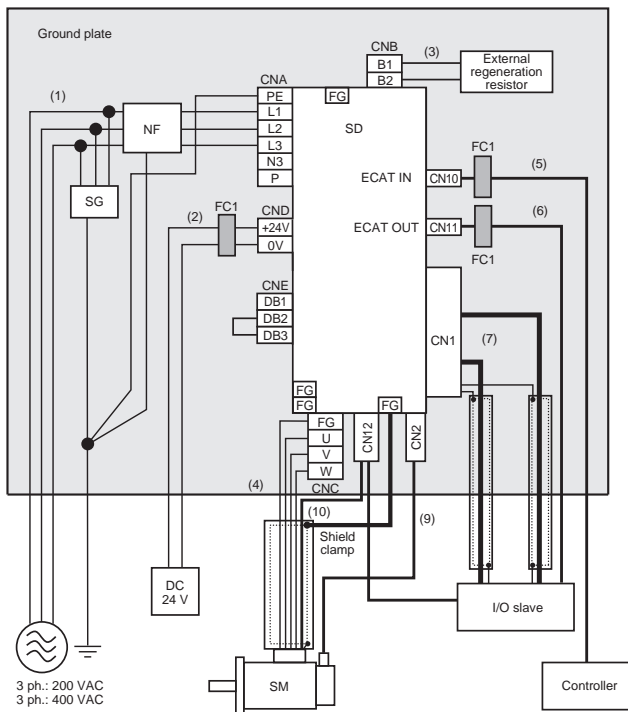 Ground plate
CNB
(3)
B1
B2
External
regeneration
resistor
(1)
CNA
PE
L1
L2
L3
N3
P
FG
SD
NF
FC1
ECAT IN
CN10
(5)
SG
(2)
FC1
CND
+24V
0V
ECAT OUT
CN11
(6)
FC1
CNE
DB1
DB2
DB3
CN1
(7)
FG
FG
FG
FG
U
V
W
CN12
CN2
(4)
CNC
(10)
(9)
Shield
clamp
DC
24 V
I/O slave
SM
Controller
3 ph.: 200 VAC
3 ph.: 400 VAC